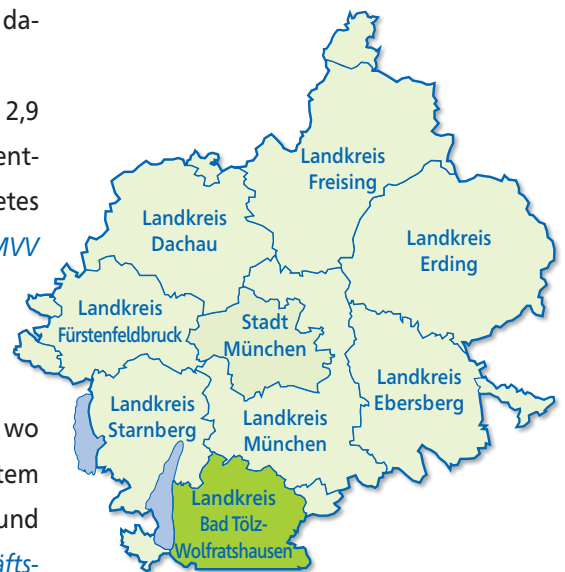 da-
2,9
ent-
etes
MVV
wo
tem
und
äfts-
Landkreis
Freising
Landkreis
Dachau
Landkreis
Erding
Landkreis
Fürstenfeldbruck
Stadt
München
Landkreis
Ebersberg
Landkreis
Starnberg
Landkreis
München
Landkreis
Bad Tölz-
Wolfratshausen